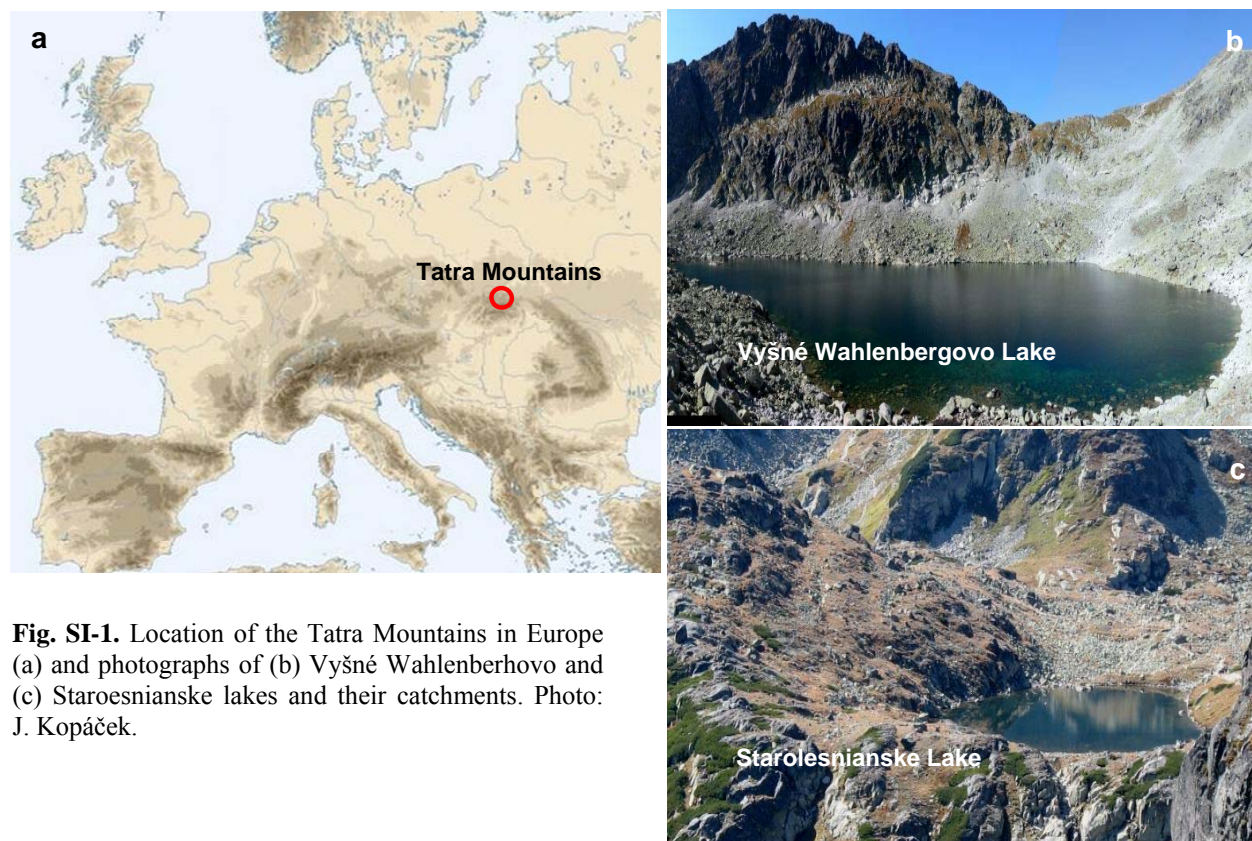 a
Tatra Mountains
b
Vyšné Wahlenbergovo Lake
c
Starolesnianske Lake
Fig. SI-1. Location of the Tatra Mountains in Europe
(a) and photographs of (b) Vyšné Wahlenberhovo and
(c) Staroesnianske lakes and their catchments. Photo:
J. Kopáček.